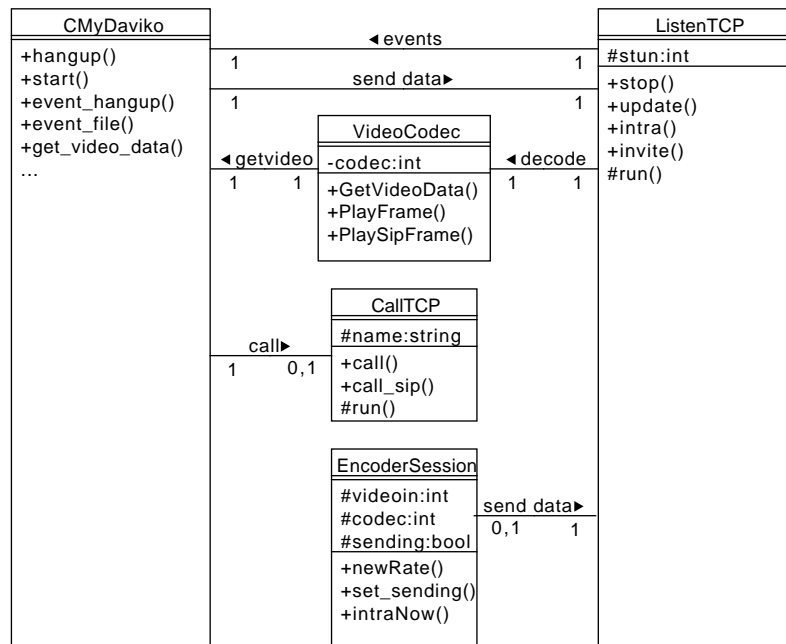 CMyDaviko
+hangup()
+start()
+event_hangup()
+event_file()
+get_video_data()
...
◄events
1 1
send data►
1 1
ListenTCP
#stun:int
+stop()
+update()
+intra()
+invite()
#run()
◄getvideo
1 1
VideoCodec
-codec:int
+GetVideoData()
+PlayFrame()
+PlaySipFrame()
◄decode
1 1
call►
1 0,1
CallTCP
#name:string
+call()
+call_sip()
#run()
EncoderSession
#videoin:int
#codec:int
#sending:bool
+newRate()
+set_sending()
+intraNow()
send data►
0,1 1